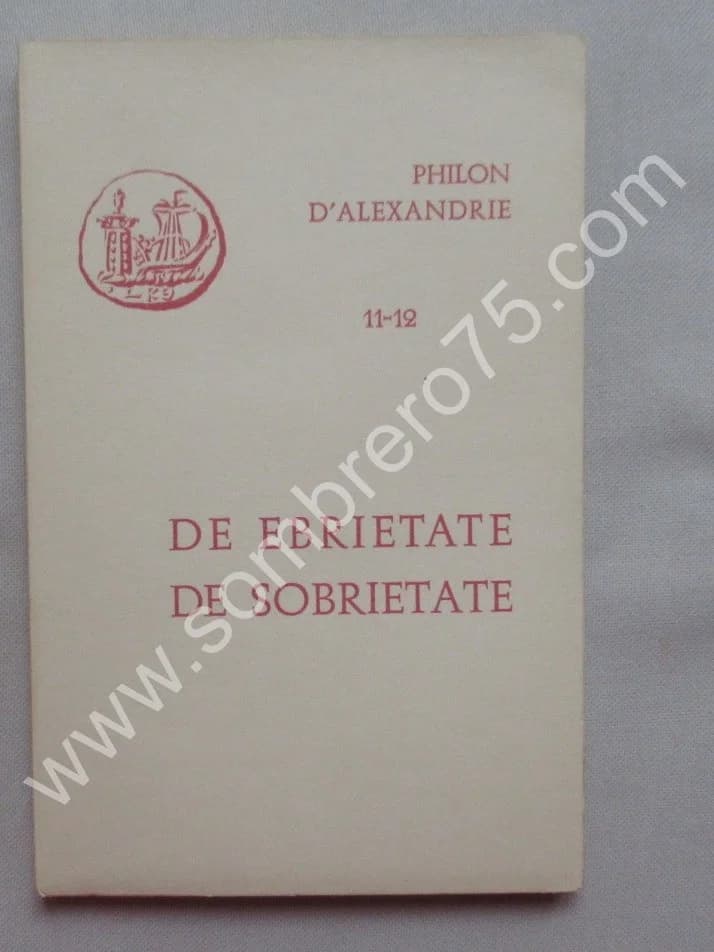 PHILON
D'ALEXANDRIE
11-12
DE EBRIETATE
DE SOBRIETATE
www.sombrero75.com